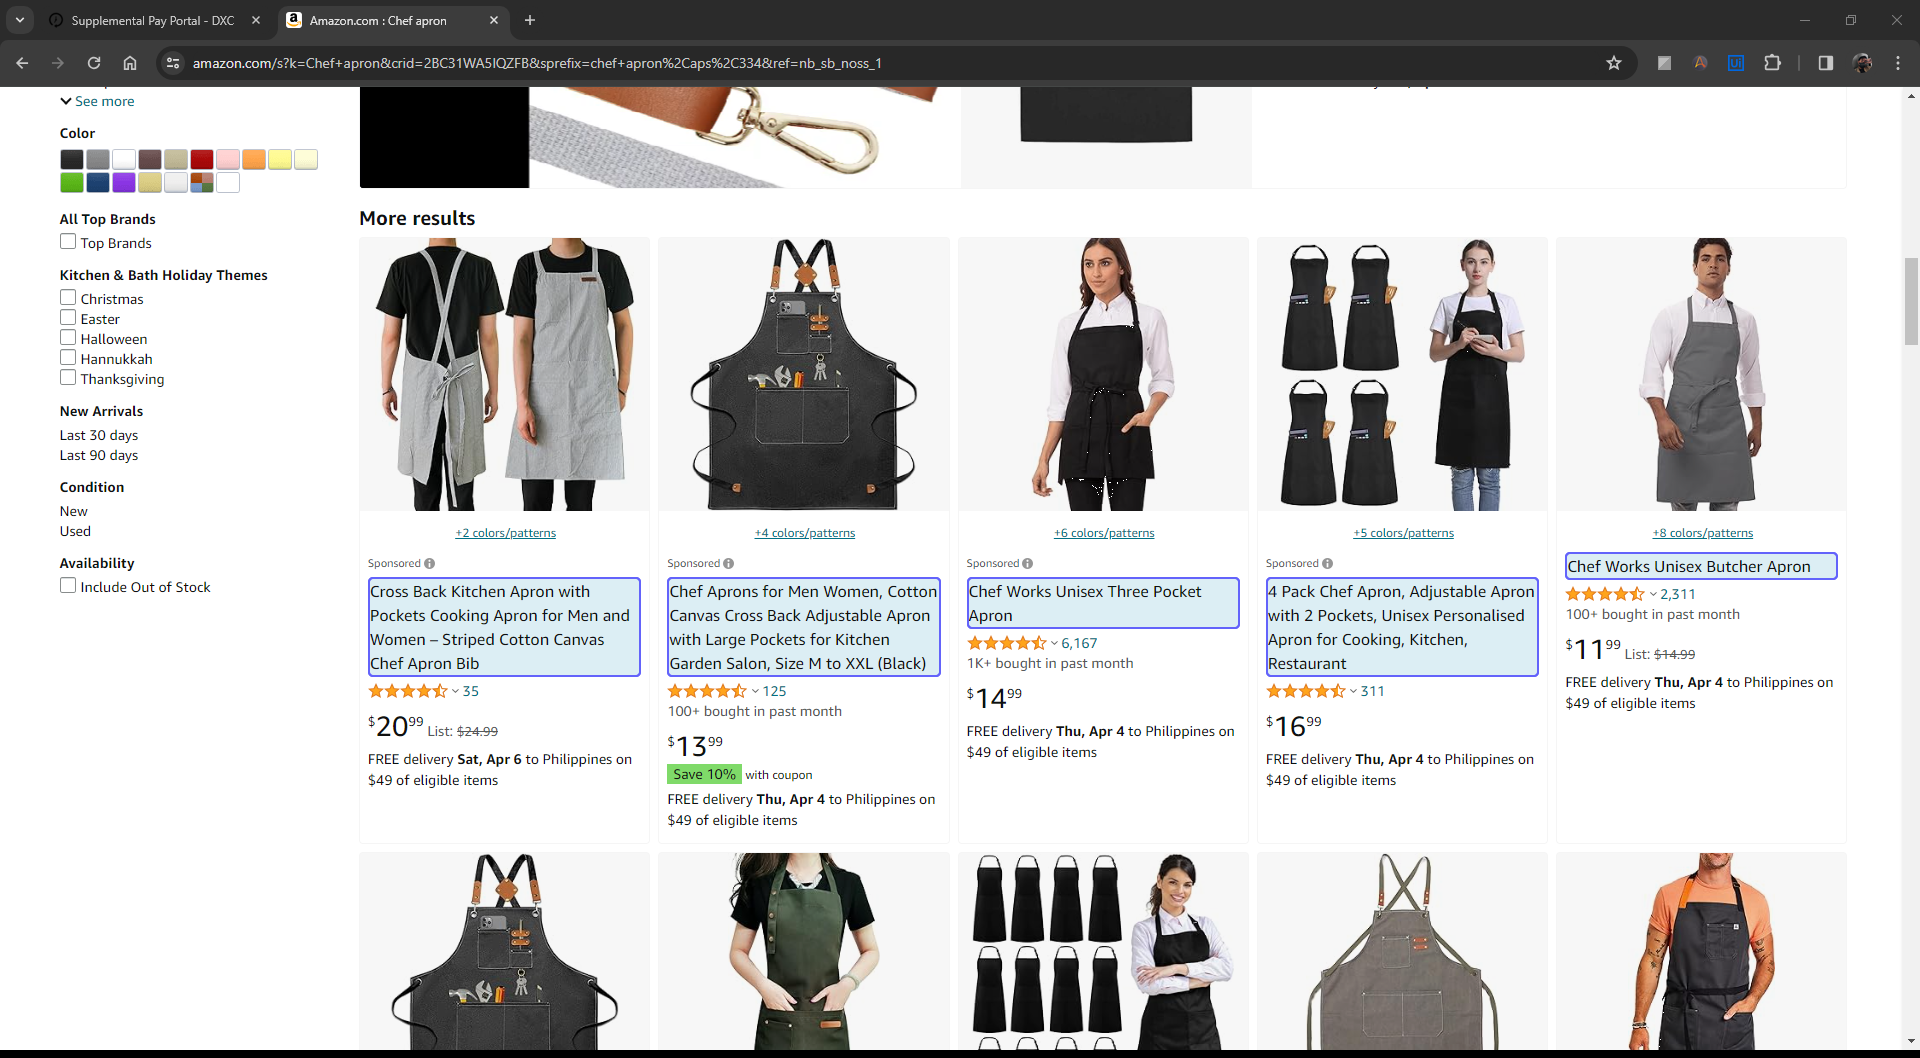 Supplemental Pay Portal - DXC
Amazon.com : Chef apron
amazon.com/s?k=Chef+apron&crid=2BC31WA5IQZFB&sprefix=chef+apron%2Caps%2C334&ref=nb_sb_noss_1
See more
Color
All Top Brands
Top Brands
Kitchen & Bath Holiday Themes
Christmas
Easter
Halloween
Hannukkah
Thanksgiving
New Arrivals
Last 30 days
Last 90 days
Condition
New
Used
Availability
Include Out of Stock
More results
+2 colors/patterns
Sponsored
Cross Back Kitchen Apron with
Pockets Cooking Apron for Men and
Women – Striped Cotton Canvas
Chef Apron Bib
35
$20.99 List: $24.99
FREE delivery Sat, Apr 6 to Philippines on
$49 of eligible items
+4 colors/patterns
Sponsored
Chef Aprons for Men Women, Cotton
Canvas Cross Back Adjustable Apron
with Large Pockets for Kitchen
Garden Salon, Size M to XXL (Black)
125
100+ bought in past month
$13.99
Save 10% with coupon
FREE delivery Thu, Apr 4 to Philippines on
$49 of eligible items
+6 colors/patterns
Sponsored
Chef Works Unisex Three Pocket
Apron
6,167
1K+ bought in past month
$14.99
FREE delivery Thu, Apr 4 to Philippines on
$49 of eligible items
+5 colors/patterns
Sponsored
4 Pack Chef Apron, Adjustable Apron
with 2 Pockets, Unisex Personalised
Apron for Cooking, Kitchen,
Restaurant
311
$16.99
FREE delivery Thu, Apr 4 to Philippines on
$49 of eligible items
+8 colors/patterns
Chef Works Unisex Butcher Apron
2,311
100+ bought in past month
$11.99 List: $14.99
FREE delivery Thu, Apr 4 to Philippines on
$49 of eligible items